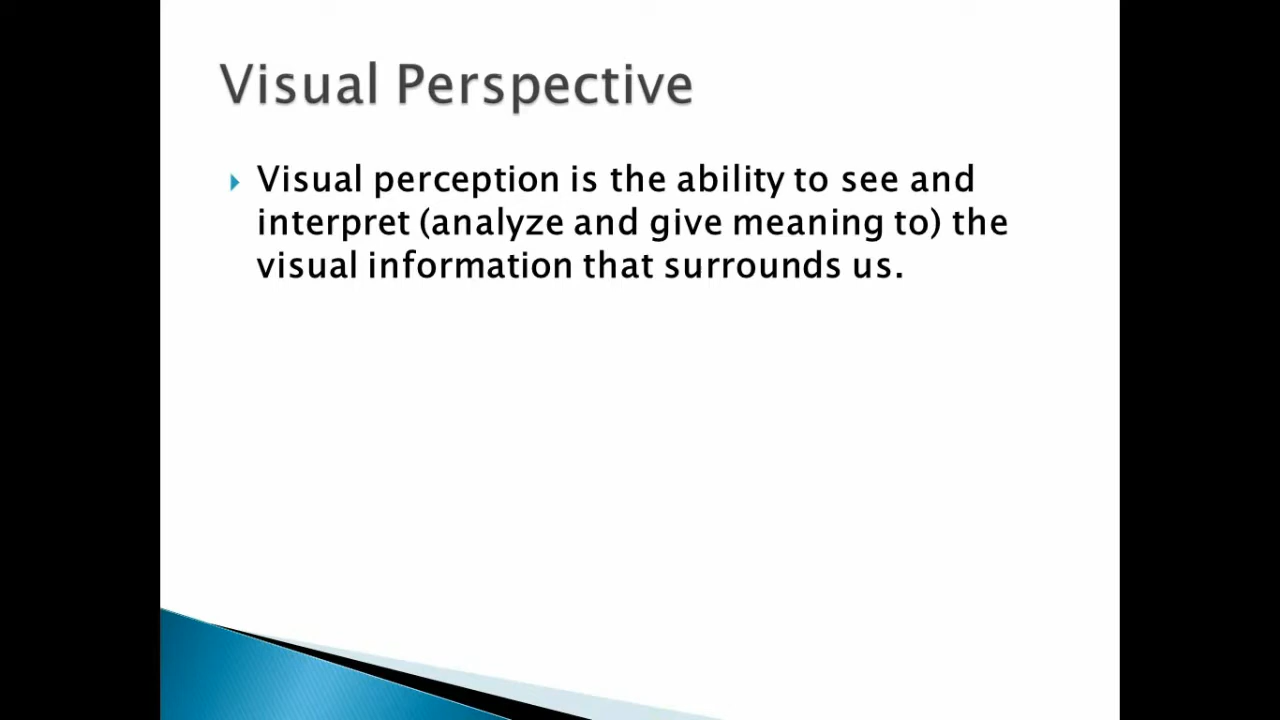 Visual Perspective
Visual perception is the ability to see and
interpret (analyze and give meaning to) the
visual information that surrounds us.